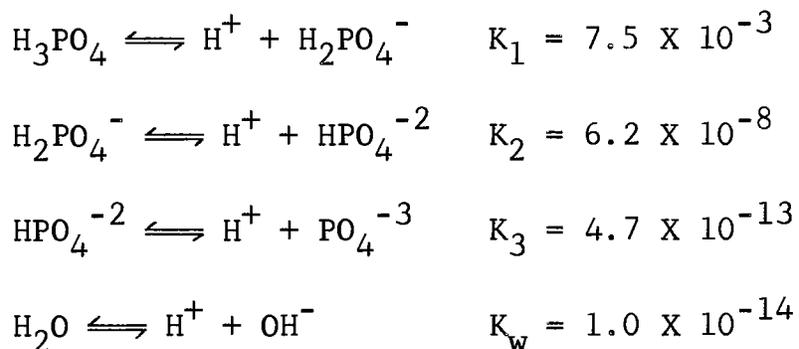 H₃PO₄ ⇌ H⁺ + H₂PO₄⁻ K₁ = 7.5 X 10⁻³
H₂PO₄⁻ ⇌ H⁺ + HPO₄⁻² K₂ = 6.2 X 10⁻⁸
HPO₄⁻² ⇌ H⁺ + PO₄⁻³ K₃ = 4.7 X 10⁻¹³
H₂O ⇌ H⁺ + OH⁻ K_w = 1.0 X 10⁻¹⁴